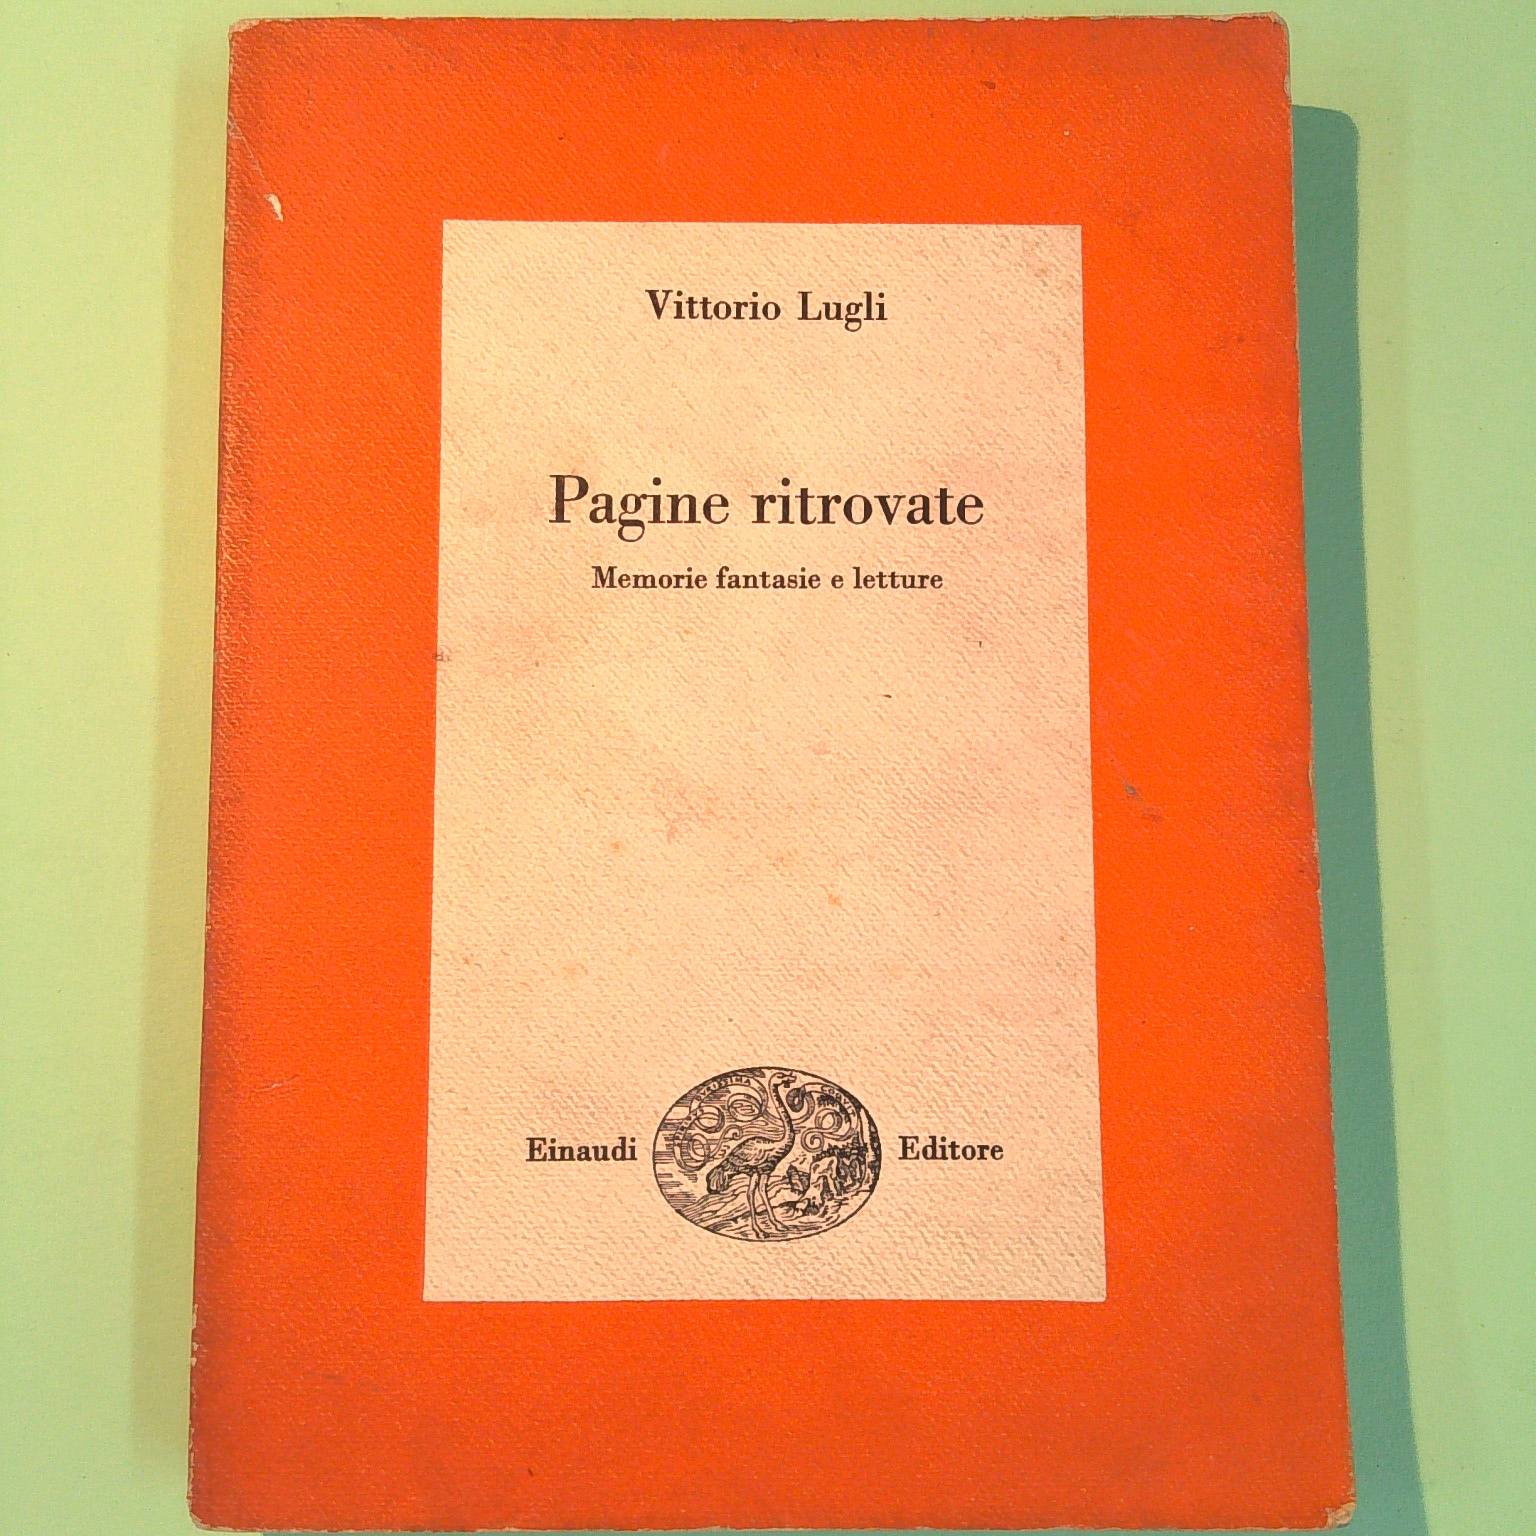 Vittorio Lugli
Pagine ritrovate
Memorie fantasie e letture
Einaudi Editore